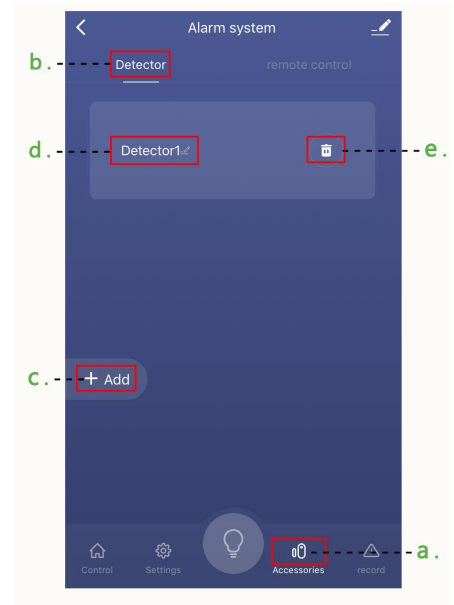 Alarm system
b. Detector remote control
d. Detector1 e.
c. + Add
a.
Control Settings Accessories record